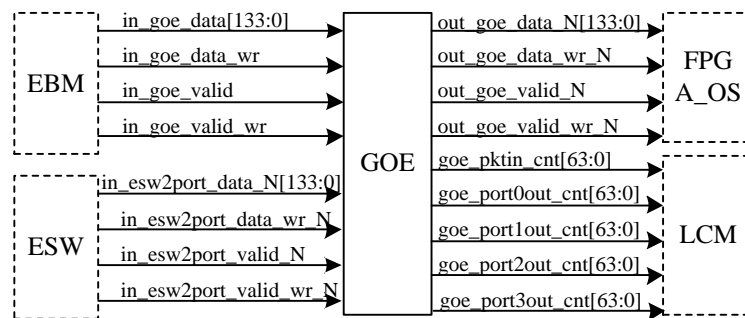 in_goe_data[133:0]
in_goe_data_wr
in_goe_valid
in_goe_valid_wr
EBM
in_esw2port_data_N[133:0]
in_esw2port_data_wr_N
in_esw2port_valid_N
in_esw2port_valid_wr_N
ESW
GOE
out_goe_data_N[133:0]
out_goe_data_wr_N
out_goe_valid_N
out_goe_valid_wr_N
FPG
A_OS
goe_pktin_cnt[63:0]
goe_port0out_cnt[63:0]
goe_port1out_cnt[63:0]
goe_port2out_cnt[63:0]
goe_port3out_cnt[63:0]
LCM